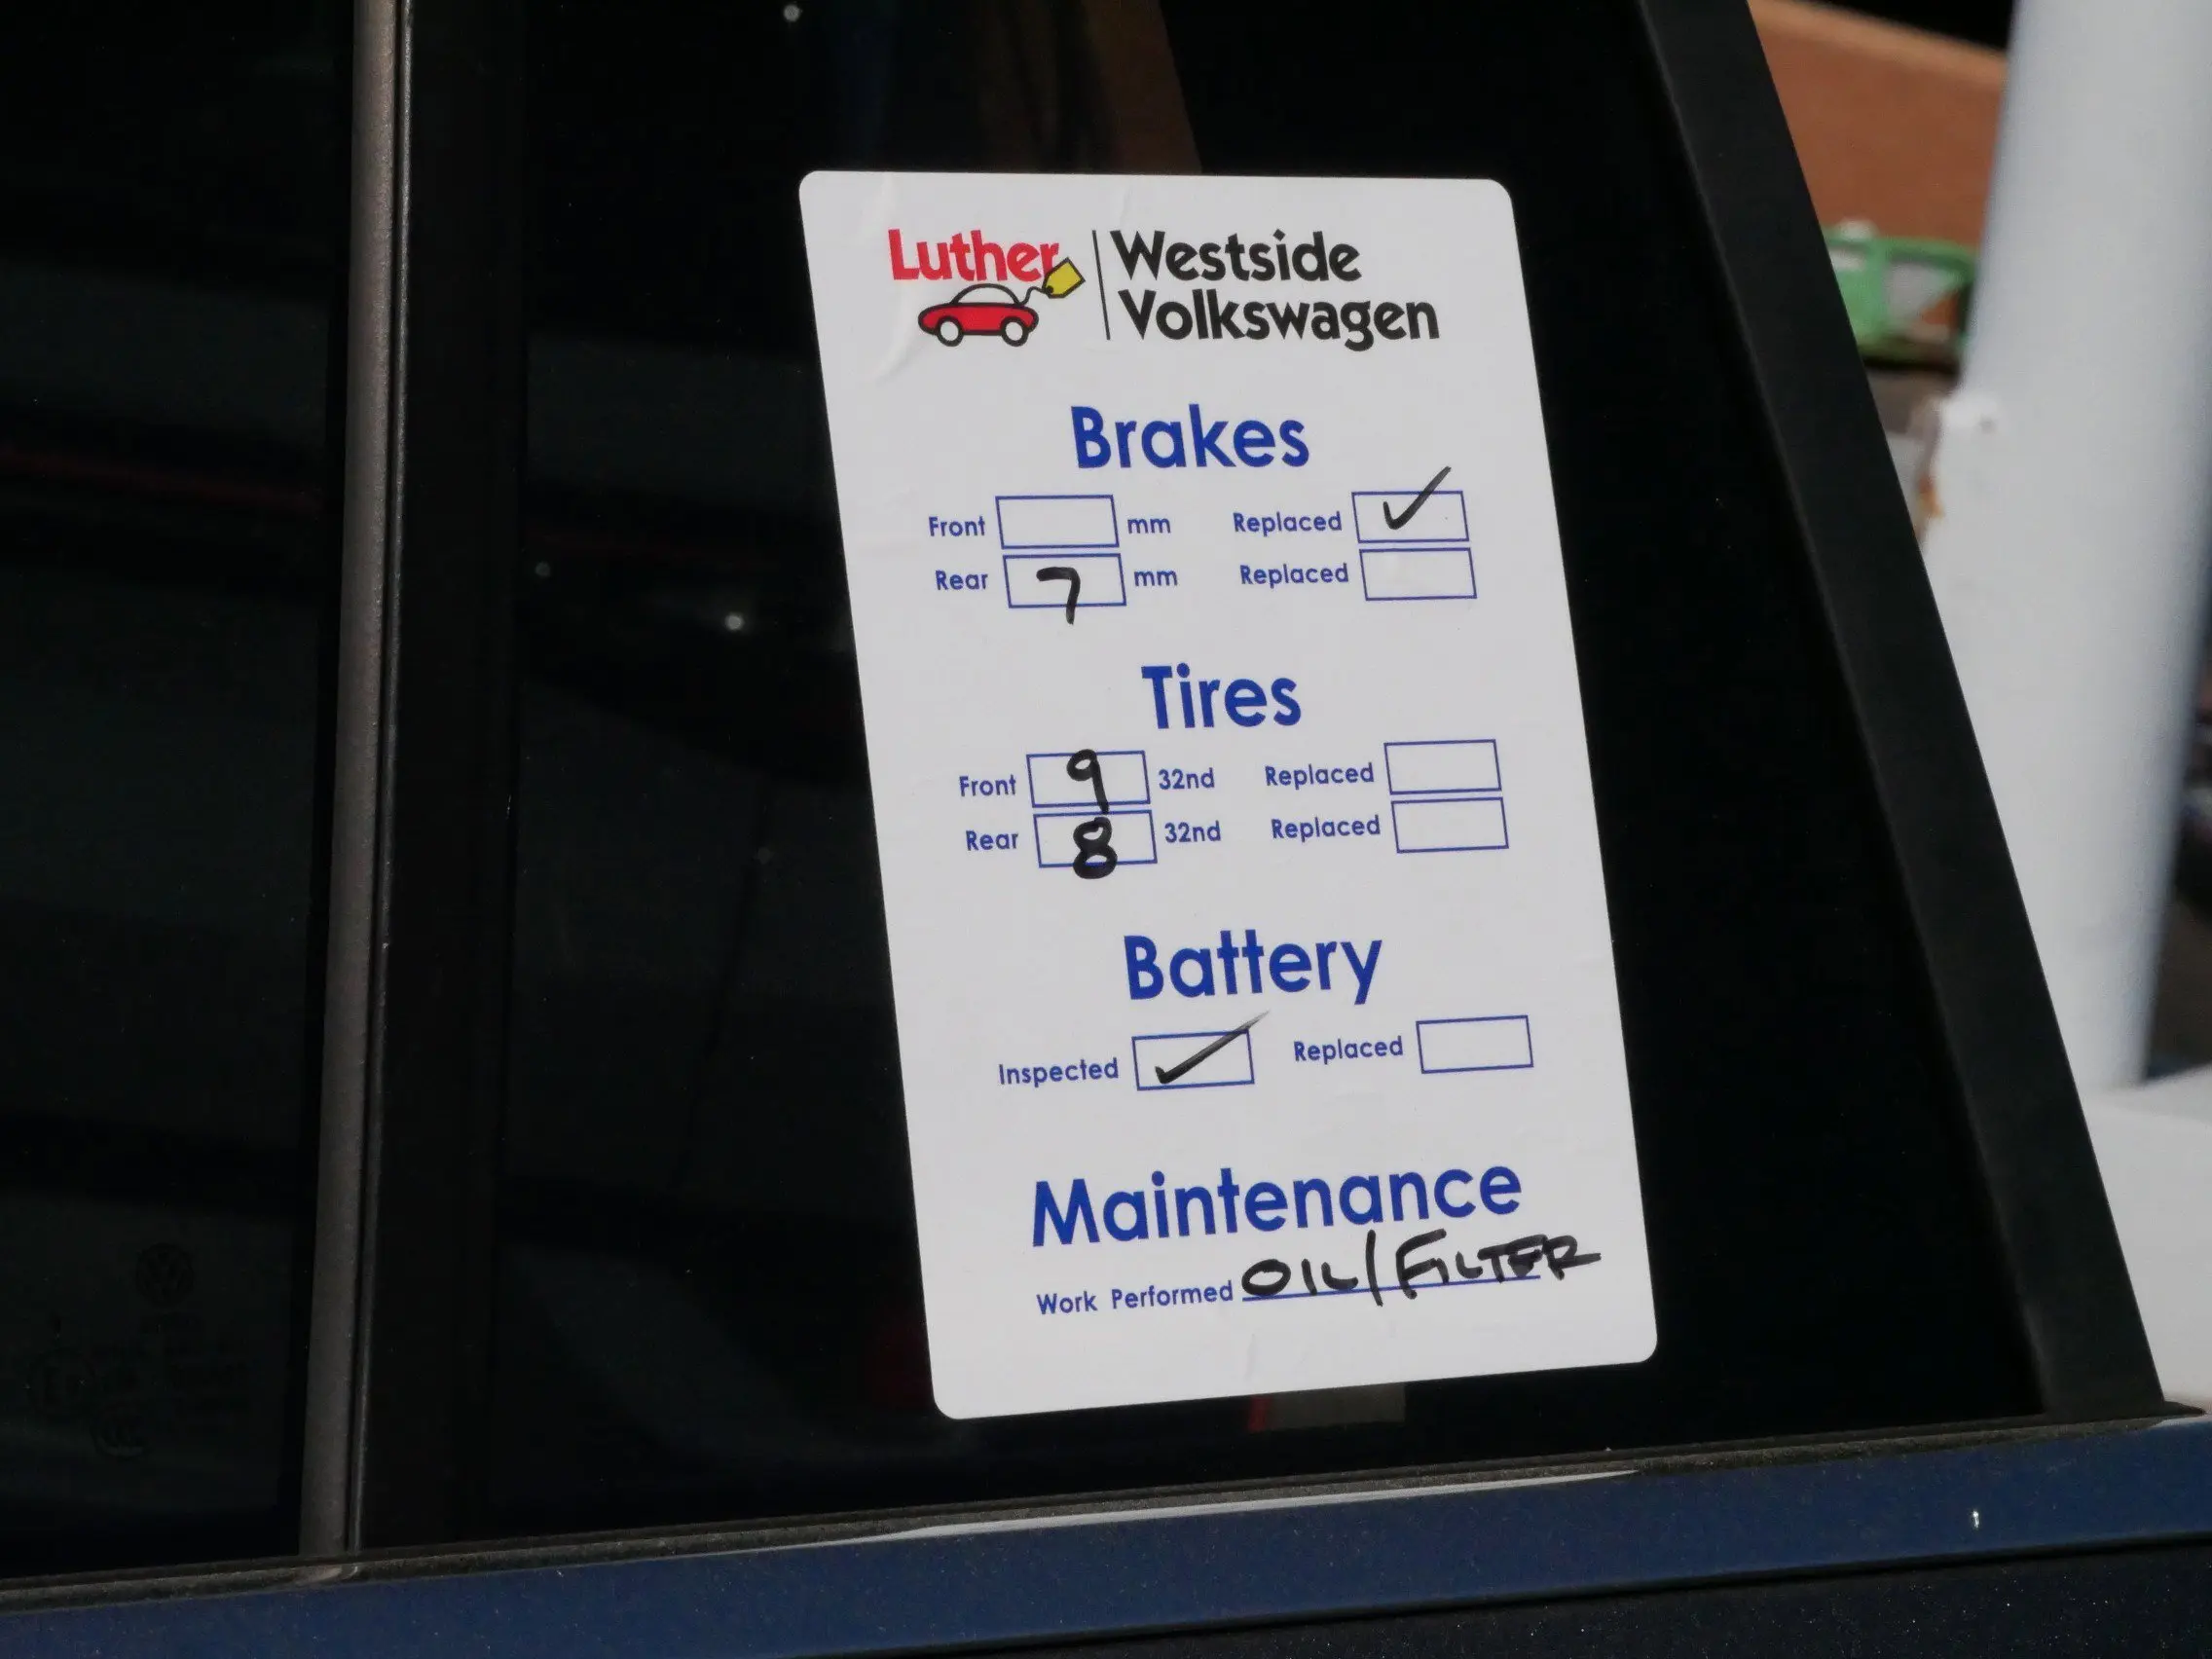 Luther Westside
Volkswagen
Brakes
Front mm Replaced ✓
Rear 7 mm Replaced
Tires
Front 9 32nd Replaced
Rear 8 32nd Replaced
Battery
Inspected ✓ Replaced
Maintenance
Work Performed OIL/FILTER